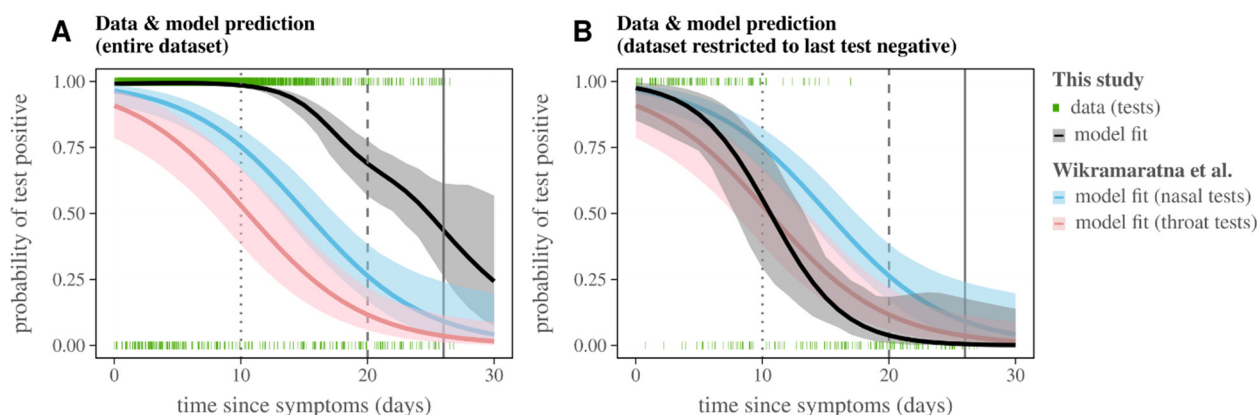 A
Data & model prediction
(entire dataset)
probability of test positive
1.00
0.75
0.50
0.25
0.00
0
10
20
30
time since symptoms (days)
B
Data & model prediction
(dataset restricted to last test negative)
probability of test positive
1.00
0.75
0.50
0.25
0.00
0
10
20
30
time since symptoms (days)
This study
data (tests)
model fit
Wikramaratna et al.
model fit (nasal tests)
model fit (throat tests)